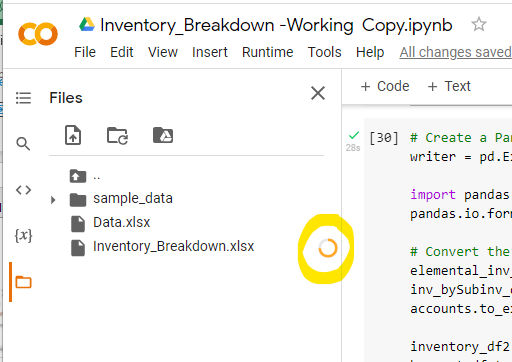 Inventory_Breakdown -Working Copy.ipynb
File Edit View Insert Runtime Tools Help All changes saved
Files
+ Code + Text
..
sample_data
Data.xlsx
Inventory_Breakdown.xlsx
{x}
[30]
28s
# Create a Pan
writer = pd.Ex
import pandas
pandas.io.form
# Convert the
elemental_inv_
inv_bySubinv_d
accounts.to_ex
inventory_df2